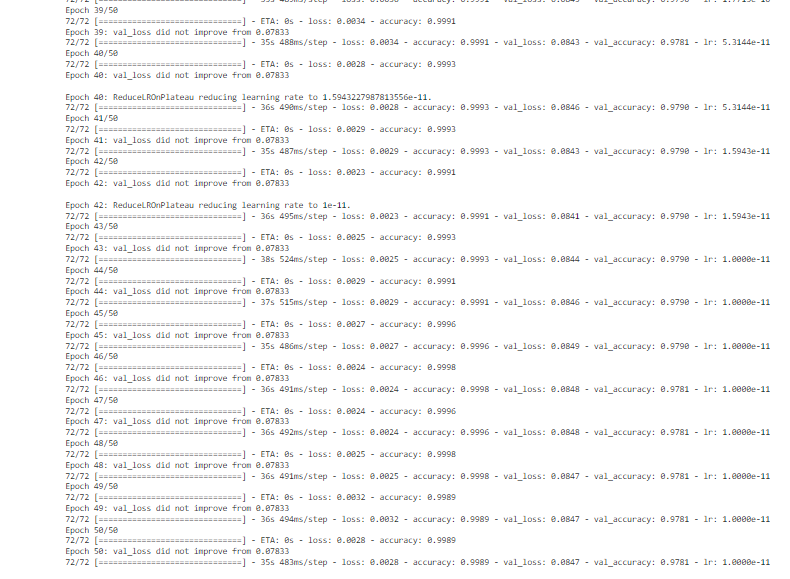 Epoch 39/50
72/72 [==============================] - ETA: 0s - loss: 0.0034 - accuracy: 0.9991
Epoch 39: val_loss did not improve from 0.07833
72/72 [==============================] - 35s 488ms/step - loss: 0.0034 - accuracy: 0.9991 - val_loss: 0.0843 - val_accuracy: 0.9781 - lr: 5.3144e-11
Epoch 40/50
72/72 [==============================] - ETA: 0s - loss: 0.0028 - accuracy: 0.9993
Epoch 40: val_loss did not improve from 0.07833
Epoch 40: ReduceLROnPlateau reducing learning rate to 1.5943227987813556e-11.
72/72 [==============================] - 36s 490ms/step - loss: 0.0028 - accuracy: 0.9993 - val_loss: 0.0846 - val_accuracy: 0.9790 - lr: 5.3144e-11
Epoch 41/50
72/72 [==============================] - ETA: 0s - loss: 0.0029 - accuracy: 0.9993
Epoch 41: val_loss did not improve from 0.07833
72/72 [==============================] - 35s 487ms/step - loss: 0.0029 - accuracy: 0.9993 - val_loss: 0.0843 - val_accuracy: 0.9790 - lr: 1.5943e-11
Epoch 42/50
72/72 [==============================] - ETA: 0s - loss: 0.0023 - accuracy: 0.9991
Epoch 42: val_loss did not improve from 0.07833
Epoch 42: ReduceLROnPlateau reducing learning rate to 1e-11.
72/72 [==============================] - 36s 495ms/step - loss: 0.0023 - accuracy: 0.9991 - val_loss: 0.0841 - val_accuracy: 0.9790 - lr: 1.5943e-11
Epoch 43/50
72/72 [==============================] - ETA: 0s - loss: 0.0025 - accuracy: 0.9993
Epoch 43: val_loss did not improve from 0.07833
72/72 [==============================] - 38s 524ms/step - loss: 0.0025 - accuracy: 0.9993 - val_loss: 0.0844 - val_accuracy: 0.9790 - lr: 1.0000e-11
Epoch 44/50
72/72 [==============================] - ETA: 0s - loss: 0.0029 - accuracy: 0.9991
Epoch 44: val_loss did not improve from 0.07833
72/72 [==============================] - 37s 515ms/step - loss: 0.0029 - accuracy: 0.9991 - val_loss: 0.0846 - val_accuracy: 0.9790 - lr: 1.0000e-11
Epoch 45/50
72/72 [==============================] - ETA: 0s - loss: 0.0027 - accuracy: 0.9996
Epoch 45: val_loss did not improve from 0.07833
72/72 [==============================] - 35s 486ms/step - loss: 0.0027 - accuracy: 0.9996 - val_loss: 0.0849 - val_accuracy: 0.9790 - lr: 1.0000e-11
Epoch 46/50
72/72 [==============================] - ETA: 0s - loss: 0.0024 - accuracy: 0.9998
Epoch 46: val_loss did not improve from 0.07833
72/72 [==============================] - 36s 491ms/step - loss: 0.0024 - accuracy: 0.9998 - val_loss: 0.0848 - val_accuracy: 0.9781 - lr: 1.0000e-11
Epoch 47/50
72/72 [==============================] - ETA: 0s - loss: 0.0024 - accuracy: 0.9996
Epoch 47: val_loss did not improve from 0.07833
72/72 [==============================] - 36s 492ms/step - loss: 0.0024 - accuracy: 0.9996 - val_loss: 0.0848 - val_accuracy: 0.9781 - lr: 1.0000e-11
Epoch 48/50
72/72 [==============================] - ETA: 0s - loss: 0.0025 - accuracy: 0.9998
Epoch 48: val_loss did not improve from 0.07833
72/72 [==============================] - 36s 491ms/step - loss: 0.0025 - accuracy: 0.9998 - val_loss: 0.0847 - val_accuracy: 0.9781 - lr: 1.0000e-11
Epoch 49/50
72/72 [==============================] - ETA: 0s - loss: 0.0032 - accuracy: 0.9989
Epoch 49: val_loss did not improve from 0.07833
72/72 [==============================] - 36s 494ms/step - loss: 0.0032 - accuracy: 0.9989 - val_loss: 0.0847 - val_accuracy: 0.9781 - lr: 1.0000e-11
Epoch 50/50
72/72 [==============================] - ETA: 0s - loss: 0.0028 - accuracy: 0.9989
Epoch 50: val_loss did not improve from 0.07833
72/72 [==============================] - 35s 483ms/step - loss: 0.0028 - accuracy: 0.9989 - val_loss: 0.0847 - val_accuracy: 0.9781 - lr: 1.0000e-11